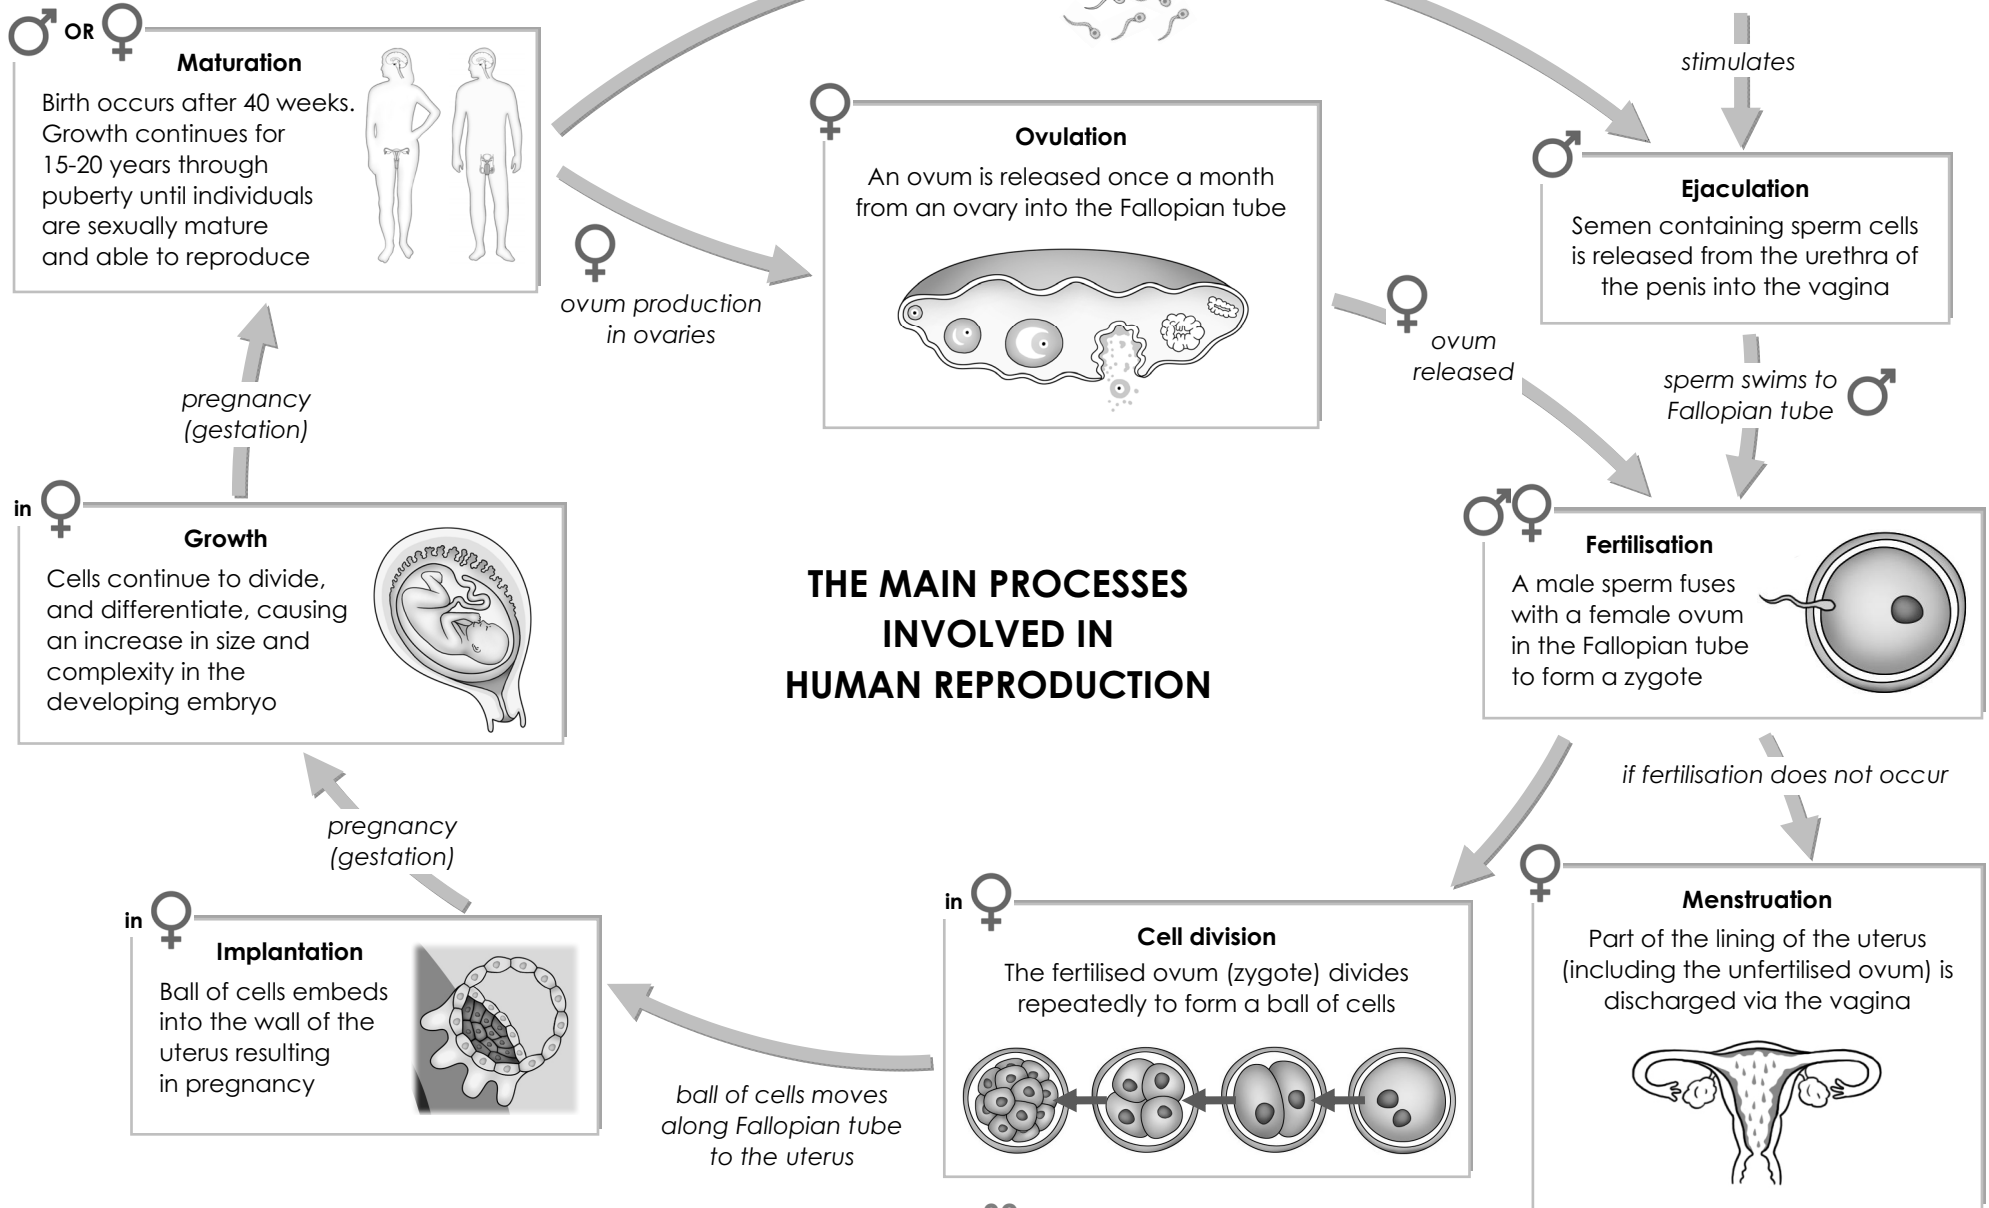 OR
Maturation
Birth occurs after 40 weeks.
Growth continues for
15-20 years through
puberty until individuals
are sexually mature
and able to reproduce
stimulates
Ovulation
An ovum is released once a month
from an ovary into the Fallopian tube
Ejaculation
Semen containing sperm cells
is released from the urethra of
the penis into the vagina
ovum production
in ovaries
ovum
released
sperm swims to
Fallopian tube
pregnancy
(gestation)
in
Growth
Cells continue to divide,
and differentiate, causing
an increase in size and
complexity in the
developing embryo
THE MAIN PROCESSES
INVOLVED IN
HUMAN REPRODUCTION
Fertilisation
A male sperm fuses
with a female ovum
in the Fallopian tube
to form a zygote
if fertilisation does not occur
pregnancy
(gestation)
in
Implantation
Ball of cells embeds
into the wall of the
uterus resulting
in pregnancy
ball of cells moves
along Fallopian tube
to the uterus
in
Cell division
The fertilised ovum (zygote) divides
repeatedly to form a ball of cells
Menstruation
Part of the lining of the uterus
(including the unfertilised ovum) is
discharged via the vagina